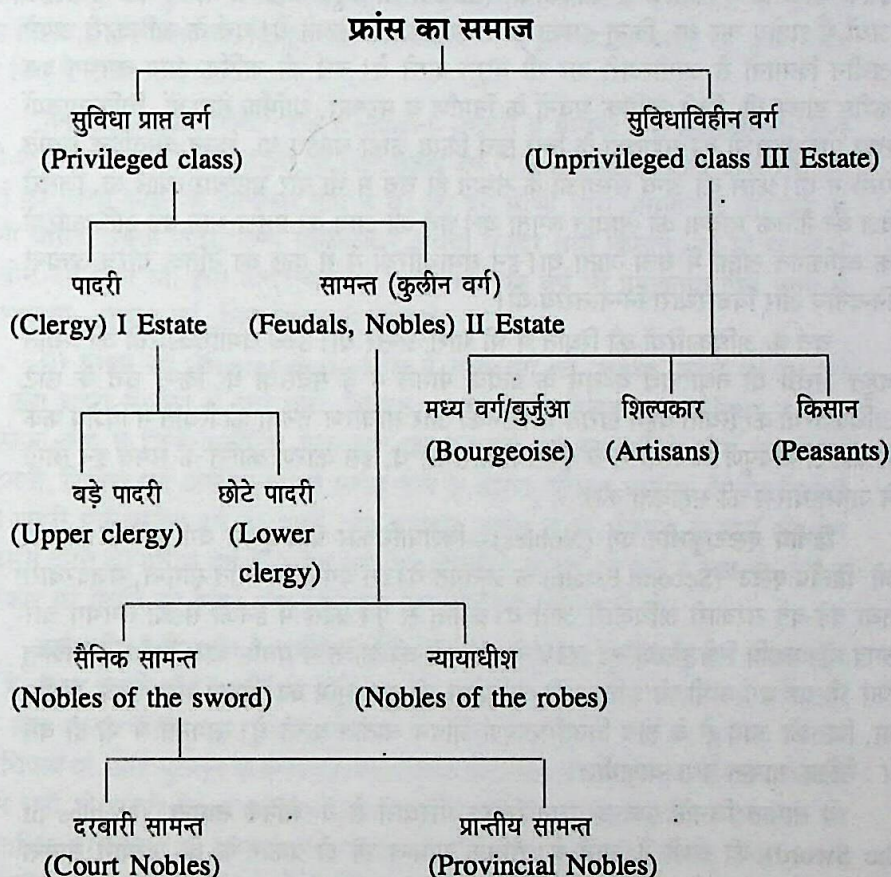 फ्रांस का समाज
सुविधा प्राप्त वर्ग
(Privileged class)
सुविधाविहीन वर्ग
(Unprivileged class III Estate)
पादरी
(Clergy) I Estate
सामन्त (कुलीन वर्ग)
(Feudals, Nobles) II Estate
मध्य वर्ग/बुर्जुआ
(Bourgeoise)
शिल्पकार
(Artisans)
किसान
(Peasants)
बड़े पादरी
(Upper clergy)
छोटे पादरी
(Lower
clergy)
सैनिक सामन्त
(Nobles of the sword)
न्यायाधीश
(Nobles of the robes)
दरबारी सामन्त
(Court Nobles)
प्रान्तीय सामन्त
(Provincial Nobles)